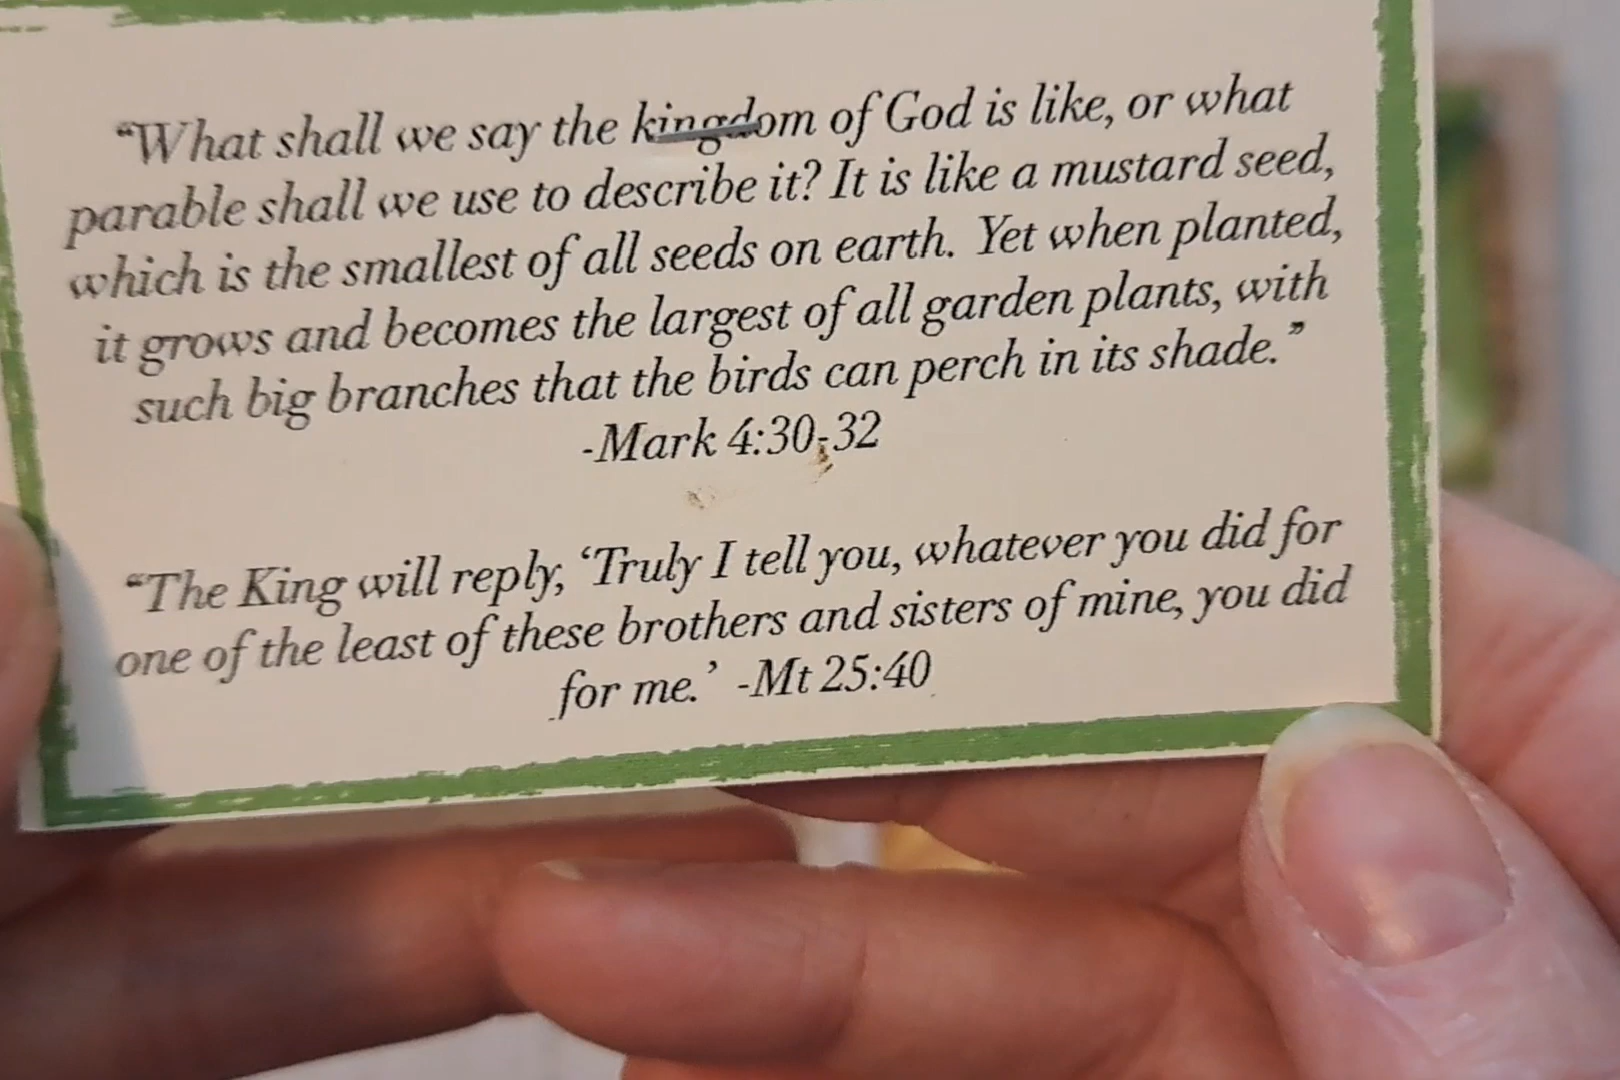 “What shall we say the kingdom of God is like, or what
parable shall we use to describe it? It is like a mustard seed,
which is the smallest of all seeds on earth. Yet when planted,
it grows and becomes the largest of all garden plants, with
such big branches that the birds can perch in its shade.”
-Mark 4:30-32
“The King will reply, ‘Truly I tell you, whatever you did for
one of the least of these brothers and sisters of mine, you did
for me.’ -Mt 25:40